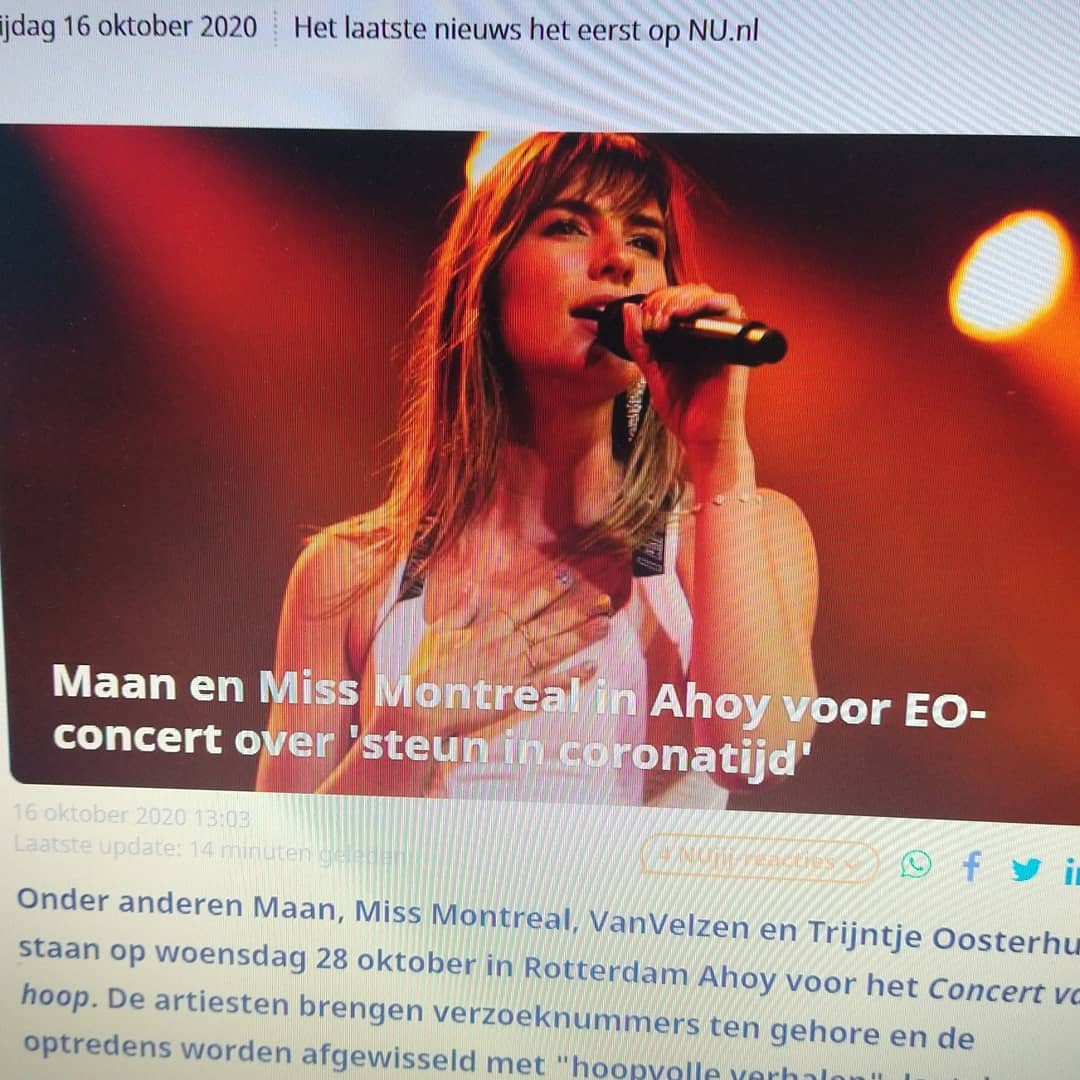 ijdag 16 oktober 2020 Het laatste nieuws het eerst op NU.nl
Maan en Miss Montreal in Ahoy voor EO-
concert over 'steun in coronatijd'
16 oktober 2020 13:03
Laatste update: 14 minuten geleden
4 NUjij-reacties
Onder anderen Maan, Miss Montreal, VanVelzen en Trijntje Oosterhu
staan op woensdag 28 oktober in Rotterdam Ahoy voor het Concert va
hoop. De artiesten brengen verzoeknummers ten gehore en de
optredens worden afgewisseld met "hoopvolle verhalen"